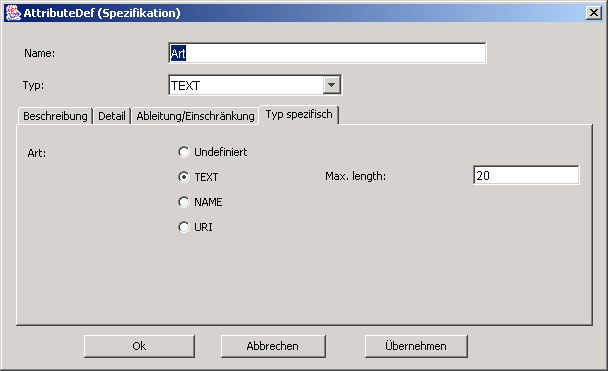 AttributeDef (Spezifikation)
Name: Art
Typ: TEXT
Beschreibung Detail Ableitung/Einschränkung Typ spezifisch
Art: Undefiniert
TEXT Max. length: 20
NAME
URI
Ok Abbrechen Übernehmen